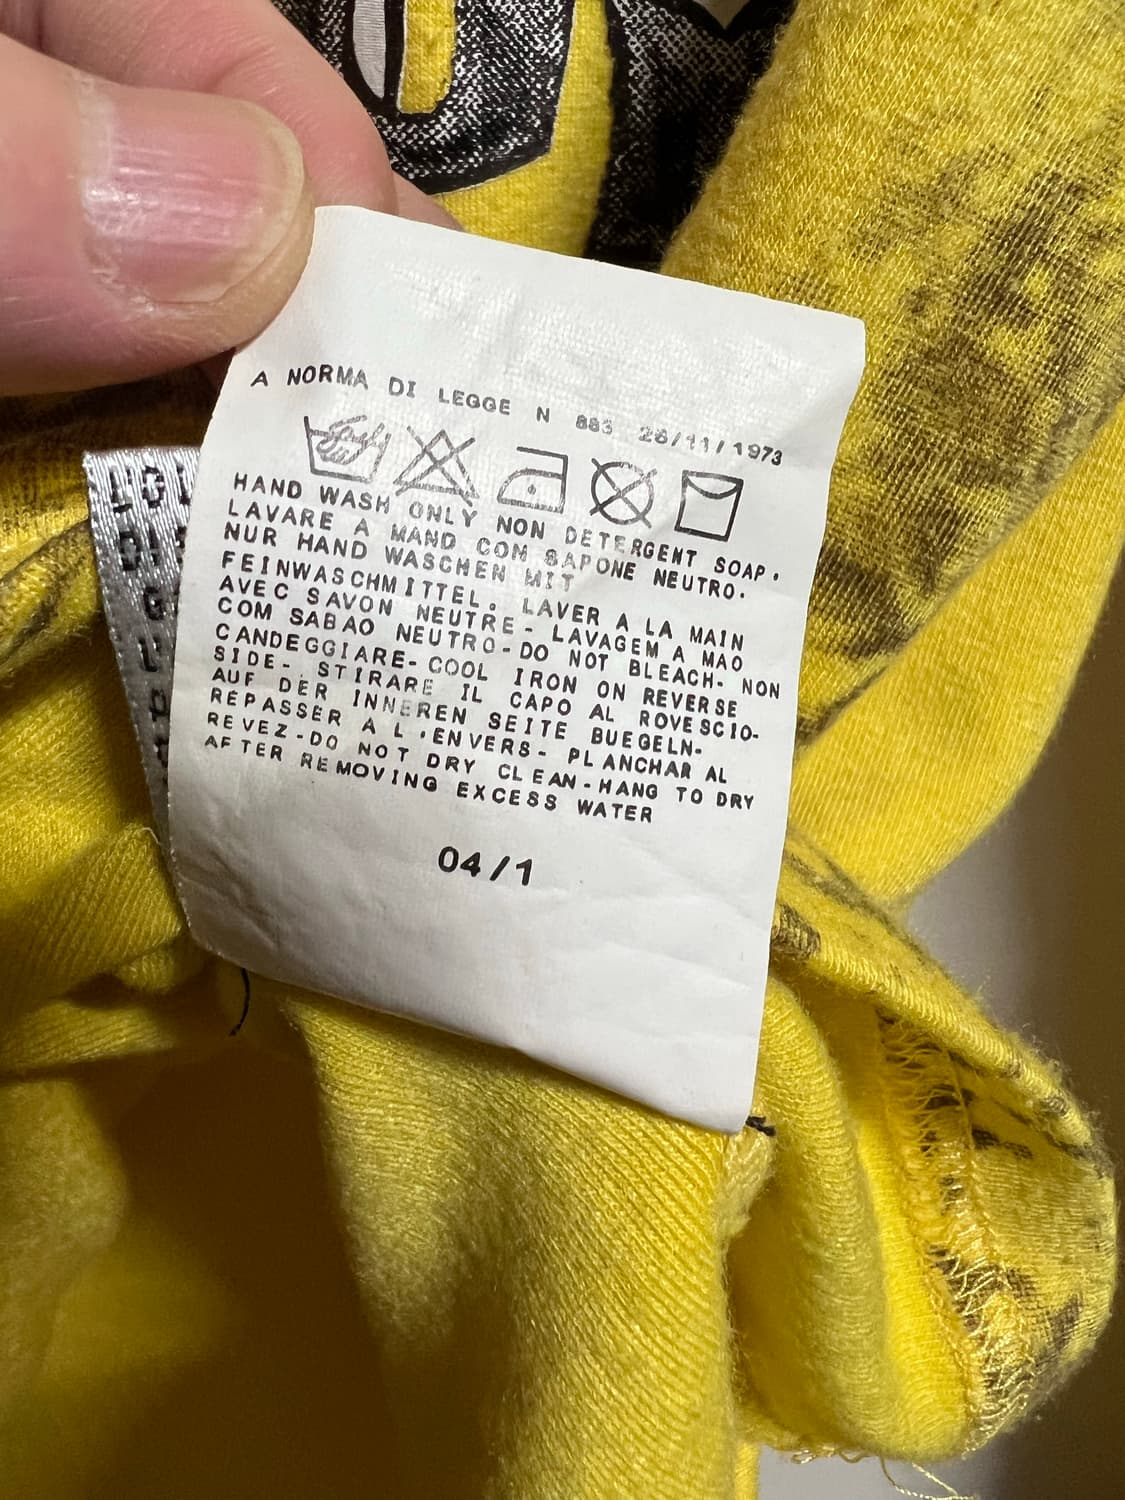 A NORMA DI LEGGE N 883 26/11/1973
HAND WASH ONLY NON DETERGENT SOAP.
LAVARE A MAND COM SAPONE NEUTRO.
NUR HAND WASCHEN MIT
FEINWASCHMITTEL. LAVER A LA MAIN
AVEC SAVON NEUTRE- LAVAGEM A MAO
COM SABAO NEUTRO-DO NOT BLEACH- NON
CANDEGGIARE- COOL IRON ON REVERSE
SIDE- STIRARE IL CAPO AL ROVESCIO-
AUF DER INNEREN SEITE BUEGELN-
REPASSER A L'ENVERS- PLANCHAR AL
REVEZ-DO NOT DRY CLEAN-HANG TO DRY
AFTER REMOVING EXCESS WATER
04/1